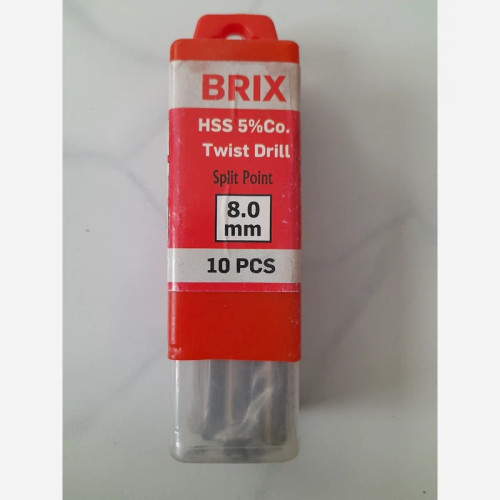 BRIX
HSS 5%Co.
Twist Drill
Split Point
8.0
mm
10 PCS